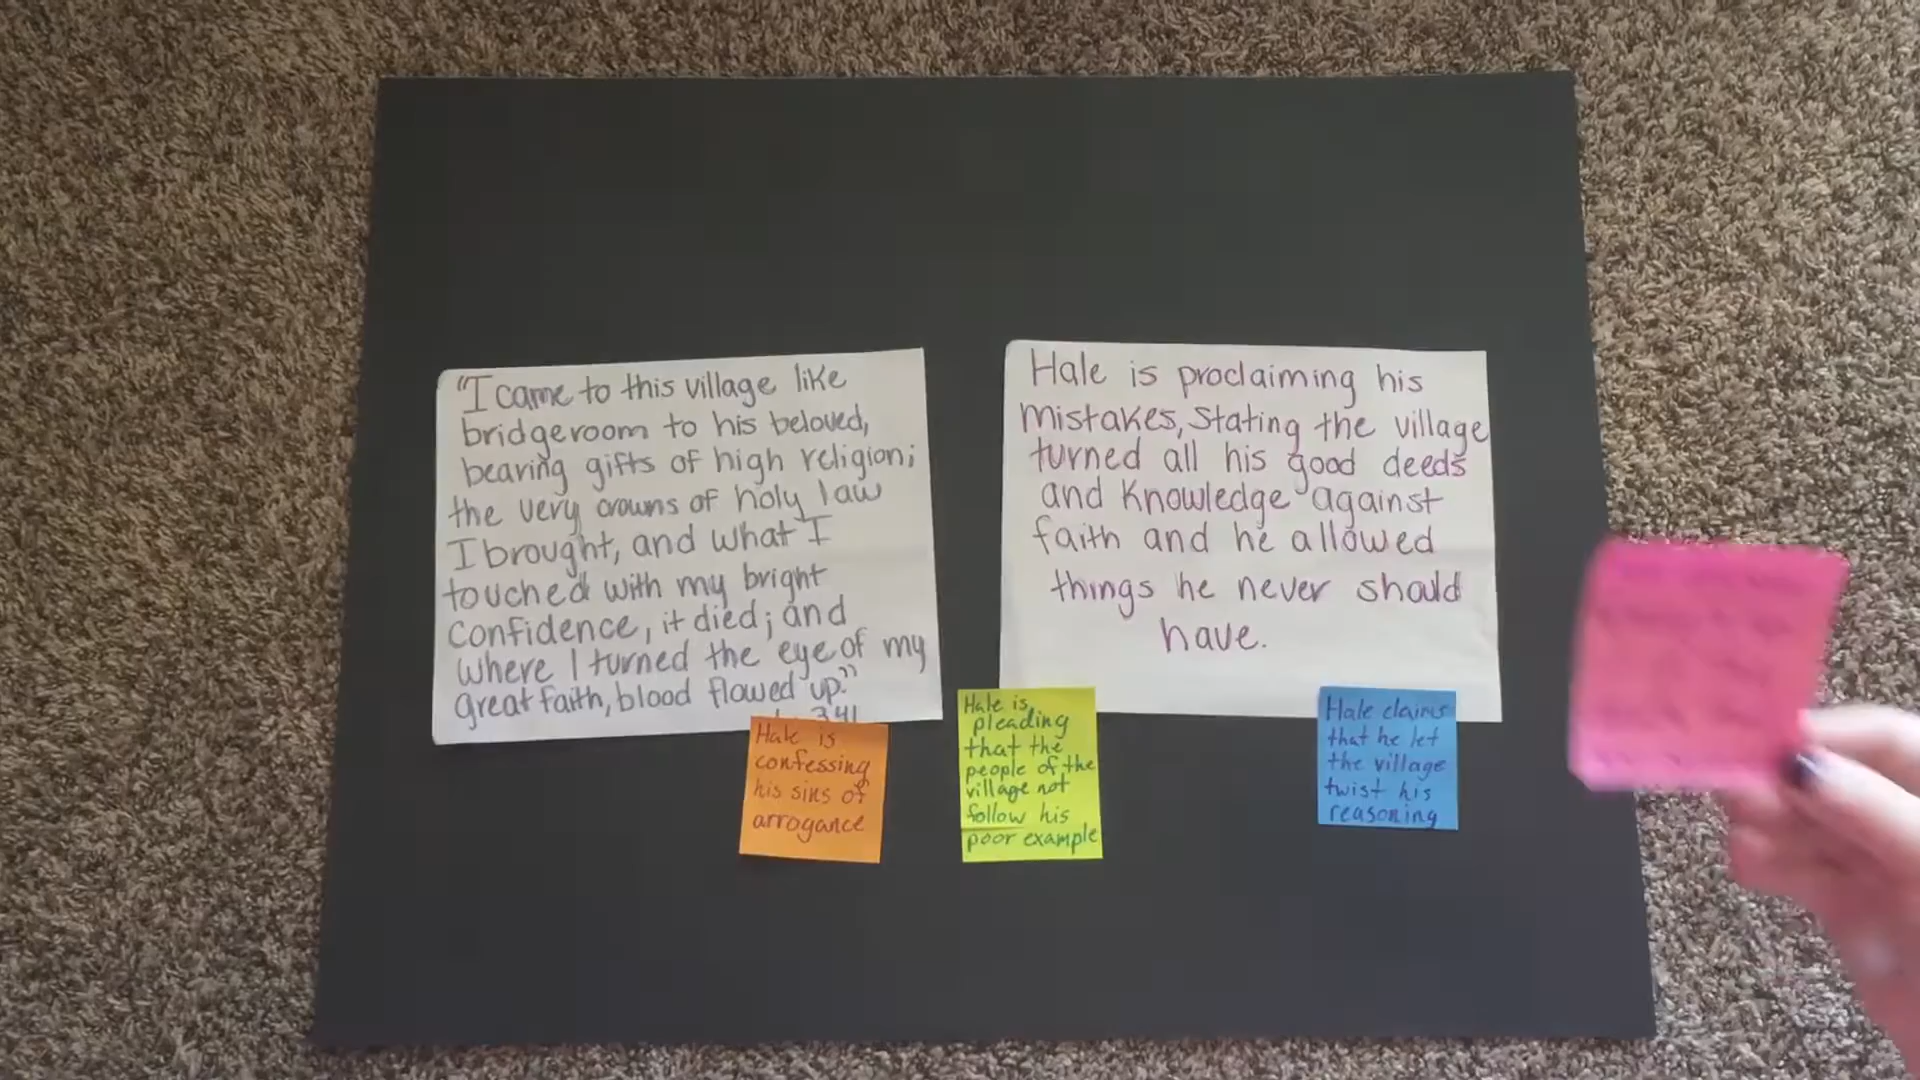 "I came to this village like
bridgeroom to his beloved,
bearing gifts of high religion;
the very crowns of holy law
I brought, and what I
touched with my bright
confidence, it died; and
where I turned the eye of my
great faith, blood flowed up."
341
Hale is proclaiming his
mistakes, stating the village
turned all his good deeds
and knowledge against
faith and he allowed
things he never should
have.
Hale is
confessing
his sins of
arrogance
Hale is
pleading
that the
people of the
village not
follow his
poor example
Hale claims
that he let
the village
twist his
reasoning